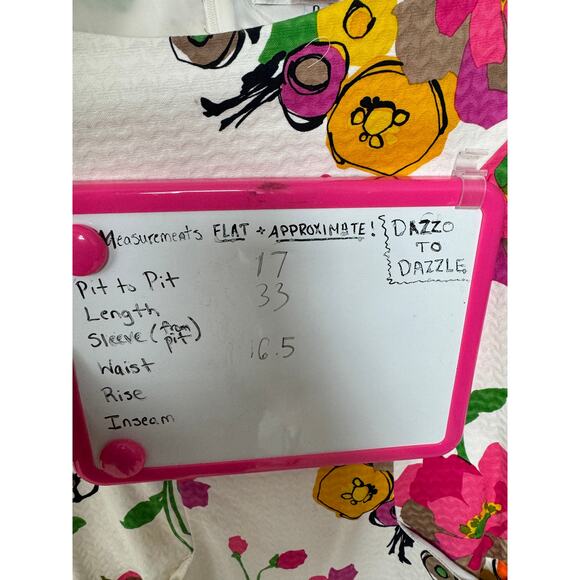 Measurements FLAT + APPROXIMATE!
DAZZO
TO
DAZZLE
Pit to Pit 17
Length 33
Sleeve (from pit)
Waist 16.5
Rise
Inseam